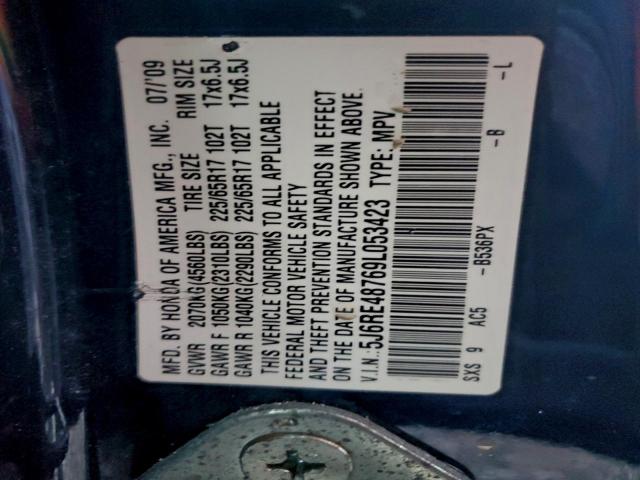 MFD. BY HONDA OF AMERICA MFG., INC. 07/'09
GVWR 2070KG(4560LBS) TIRE SIZE RIM SIZE
GAWR F 1050KG(2310LBS) 225/65R17 102T 17x6.5J
GAWR R 1040KG(2290LBS) 225/65R17 102T 17x6.5J
THIS VEHICLE CONFORMS TO ALL APPLICABLE
FEDERAL MOTOR VEHICLE SAFETY
AND THEFT PREVENTION STANDARDS IN EFFECT
ON THE DATE OF MANUFACTURE SHOWN ABOVE.
V.I.N.: 5J6RE48769L053423 TYPE: MPV
SXS 9 AC5 -B536PX -B -L